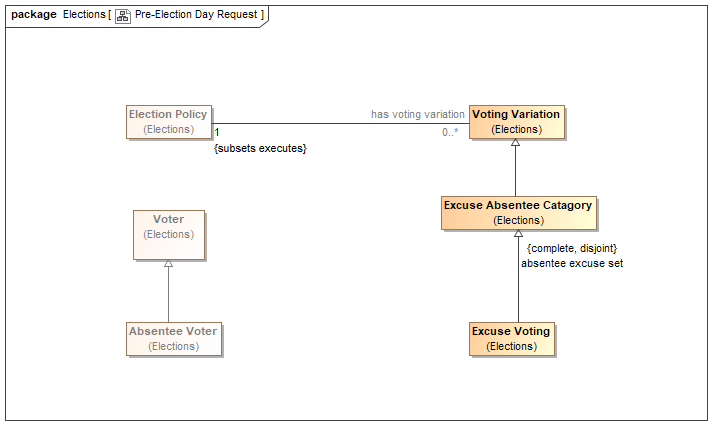 package Elections [ Pre-Election Day Request ]
Election Policy
(Elections)
has voting variation
Voting Variation
(Elections)
1
0..*
{subsets executes}
Excuse Absentee Catagory
(Elections)
Voter
(Elections)
{complete, disjoint}
absentee excuse set
Absentee Voter
(Elections)
Excuse Voting
(Elections)